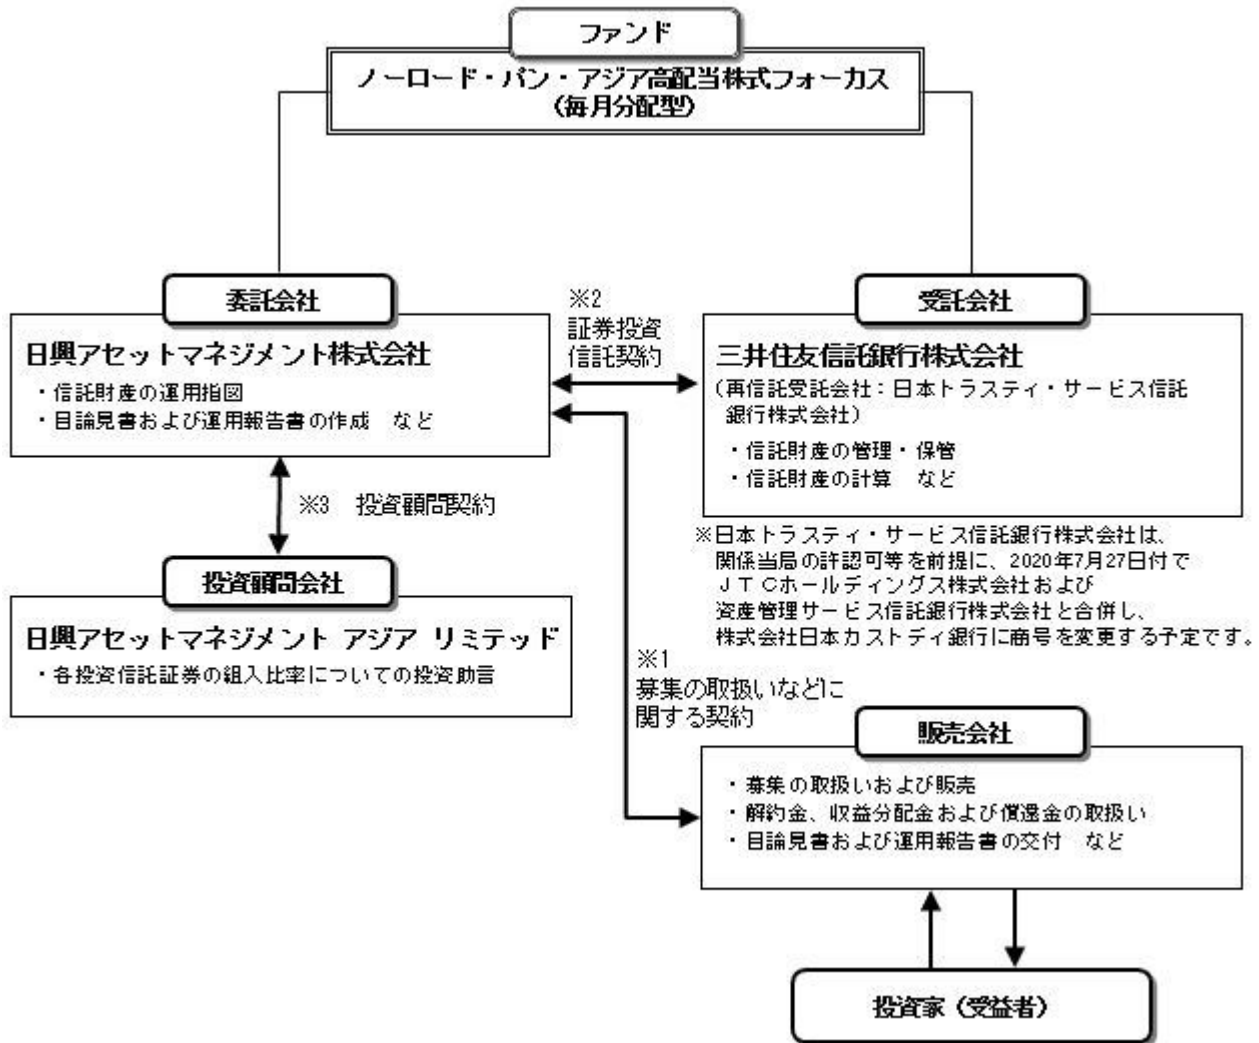 ファンド
ノーロード・パン・アジア高配当株式フォーカス
（毎月分配型）
委託会社
日興アセットマネジメント株式会社
・信託財産の運用指図
・目論見書および運用報告書の作成　など
※2
証券投資
信託契約
受託会社
三井住友信託銀行株式会社
（再信託受託会社：日本トラスティ・サービス信託
銀行株式会社）
・信託財産の管理・保管
・信託財産の計算　など
※日本トラスティ・サービス信託銀行株式会社は、
関係当局の許認可等を前提に、2020年7月27日付で
ＪＴＣホールディングス株式会社および
資産管理サービス信託銀行株式会社と合併し、
株式会社日本カストディ銀行に商号を変更する予定です。
※3　投資顧問契約
投資顧問会社
日興アセットマネジメント アジア リミテッド
・各投資信託証券の組入比率についての投資助言
※1
募集の取扱いなどに
関する契約
販売会社
・募集の取扱いおよび販売
・解約金、収益分配金および償還金の取扱い
・目論見書および運用報告書の交付　など
投資家（受益者）